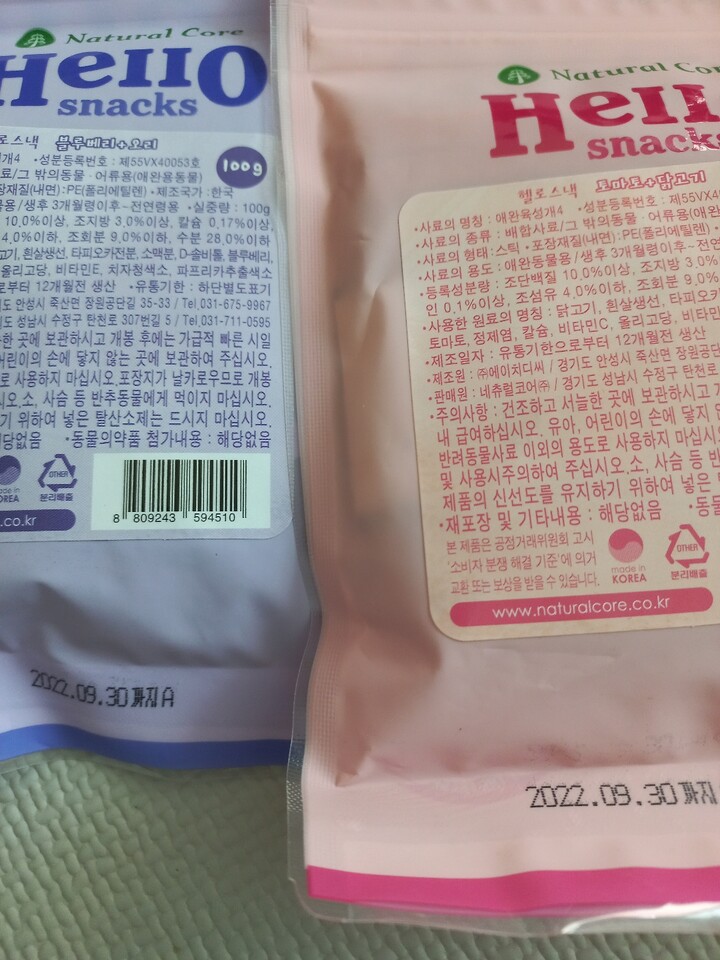 Natural Core
Hello
snacks
로스낵 블루베리+오리
100g
개4 •성분등록번호 : 제55VX40053호
료/그 밖의동물 · 어류용(애완용동물)
장재질(내면):PE(폴리에틸렌) •제조국가:한국
용/생후 3개월령이후~전연령용 •실중량 : 100g
10.0%이상, 조지방 3.0%이상, 칼슘 0.17%이상,
4.0%이하, 조회분 9.0%이하, 수분 28.0%이하
고기, 흰살생선, 타피오카전분, 소맥분, D-솔비톨, 블루베리,
올리고당, 비타민E, 치자청색소, 파프리카추출색소
로부터 12개월전 생산 •유통기한 : 하단별도표기
도 안성시 죽산면 장원공단길 35-33 / Tel,031-675-9967
도 성남시 수정구 탄천로 307번길 5 / Tel,031-711-0595
한 곳에 보관하시고 개봉 후에는 가급적 빠른 시일
어린이의 손에 닿지 않는 곳에 보관하여 주십시오.
로 사용하지 마십시오.포장지가 날카로우므로 개봉
오.소, 사슴 등 반추동물에게 먹이지 마십시오.
기 위하여 넣은 탈산소제는 드시지 마십시오.
당없음 •동물의약품 첨가내용 : 해당없음
made in
KOREA
OTHER
분리배출
.co.kr
8 809243 594510
2022.09.30까지A
Natural Cor
Hell
snacks
헬로스낵 토마토+닭고기
•사료의 명칭 : 애완육성개4 •성분등록번호 : 제55VX4
•사료의 종류 : 배합사료/그 밖의동물 · 어류용(애완
•사료의 형태:스틱 •포장재질(내면):PE(폴리에틸렌) •
•사료의 용도 : 애완동물용/생후 3개월령이후~전연
•등록성분량 : 조단백질 10.0%이상, 조지방 3.0%
인 0.1%이상, 조섬유 4.0%이하, 조회분 9.0%
•사용한 원료의 명칭 : 닭고기, 흰살생선, 타피오카
토마토, 정제염, 칼슘, 비타민C, 올리고당, 비타민
•제조일자 : 유통기한으로부터 12개월전 생산
•제조원 : ㈜에이치디씨 / 경기도 안성시 죽산면 장원공단
•판매원 : 네츄럴코어㈜ / 경기도 성남시 수정구 탄천로
•주의사항 : 건조하고 서늘한 곳에 보관하시고
내 급여하십시오. 유아, 어린이의 손에 닿지
반려동물사료 이외의 용도로 사용하지 마십시
및 사용시주의하여 주십시오.소, 사슴 등 반
제품의 신선도를 유지하기 위하여 넣은
•재포장 및 기타내용 : 해당없음 •동물
본 제품은 공정거래위원회 고시
'소비자 분쟁 해결 기준'에 의거
교환 또는 보상을 받을 수 있습니다.
made in
KOREA
OTHER
분리배출
www.naturalcore.co.kr
2022.09.30까지